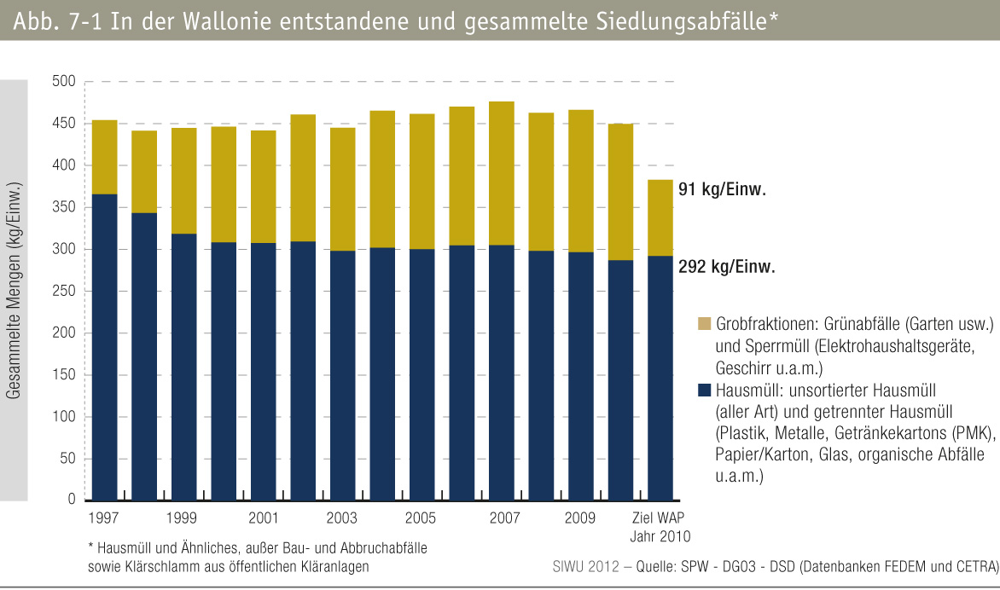 Abb. 7-1 In der Wallonie entstandene und gesammelte Siedlungsabfälle*
Gesammelte Mengen (kg/Einw.)
500
450
400
350
300
250
200
150
100
50
0
1997
1999
2001
2003
2005
2007
2009
Ziel WAP
Jahr 2010
91 kg/Einw.
292 kg/Einw.
Grobfraktionen: Grünabfälle (Garten usw.)
und Sperrmüll (Elektrohaushaltsgeräte,
Geschirr u.a.m.)
Hausmüll: unsortierter Hausmüll
(aller Art) und getrennter Hausmüll
(Plastik, Metalle, Getränkekartons (PMK),
Papier/Karton, Glas, organische Abfälle
u.a.m.)
* Hausmüll und Ähnliches, außer Bau- und Abbruchabfälle
sowie Klärschlamm aus öffentlichen Kläranlagen
SIWU 2012 – Quelle: SPW - DG03 - DSD (Datenbanken FEDEM und CETRA)